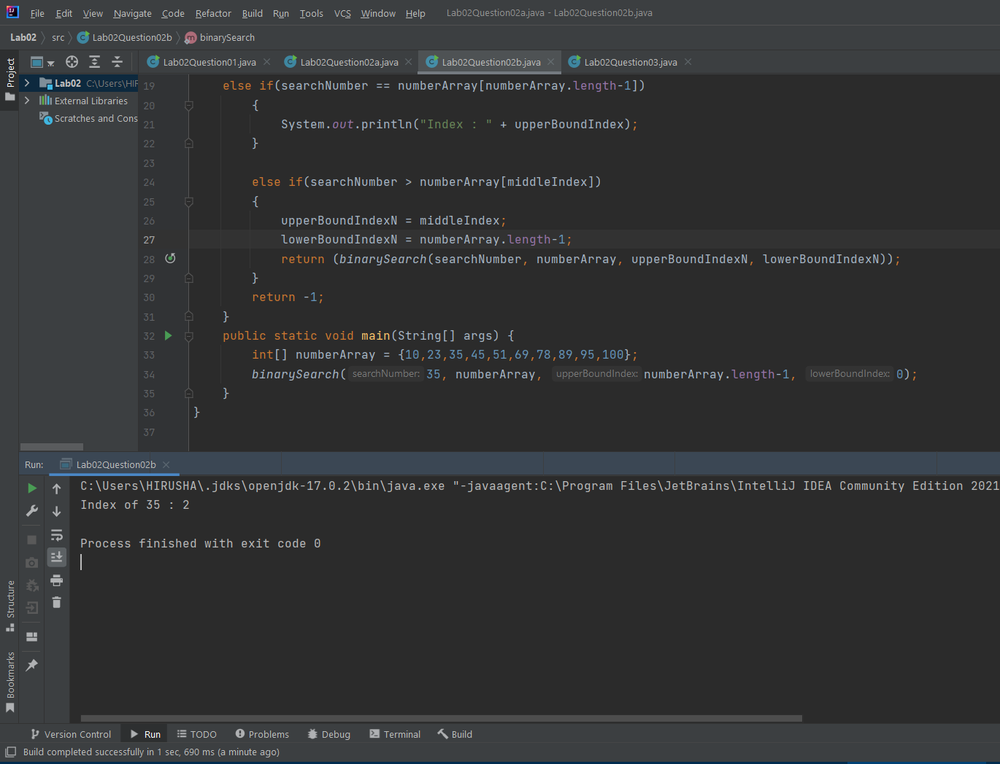 File Edit View Navigate Code Refactor Build Run Tools VCS Window Help Lab02Question02a.java - Lab02Question02b.java
Lab02 src Lab02Question02b binarySearch
Project
Lab02Question01.java Lab02Question02a.java Lab02Question02b.java Lab02Question03.java
Lab02 C:\Users\HIR
External Libraries
Scratches and Cons
19 else if(searchNumber == numberArray[numberArray.length-1])
20 {
21 System.out.println("Index : " + upperBoundIndex);
22 }
23
24 else if(searchNumber > numberArray[middleIndex])
25 {
26 upperBoundIndexN = middleIndex;
27 lowerBoundIndexN = numberArray.length-1;
28 return (binarySearch(searchNumber, numberArray, upperBoundIndexN, lowerBoundIndexN));
29 }
30 return -1;
31 }
32 public static void main(String[] args) {
33 int[] numberArray = {10,23,35,45,51,69,78,89,95,100};
34 binarySearch( searchNumber: 35, numberArray, upperBoundIndex: numberArray.length-1, lowerBoundIndex: 0);
35 }
36 }
37
Run: Lab02Question02b
C:\Users\HIRUSHA\.jdks\openjdk-17.0.2\bin\java.exe "-javaagent:C:\Program Files\JetBrains\IntelliJ IDEA Community Edition 2021
Index of 35 : 2
Process finished with exit code 0
Structure
Bookmarks
Version Control Run TODO Problems Debug Terminal Build
Build completed successfully in 1 sec, 690 ms (a minute ago)